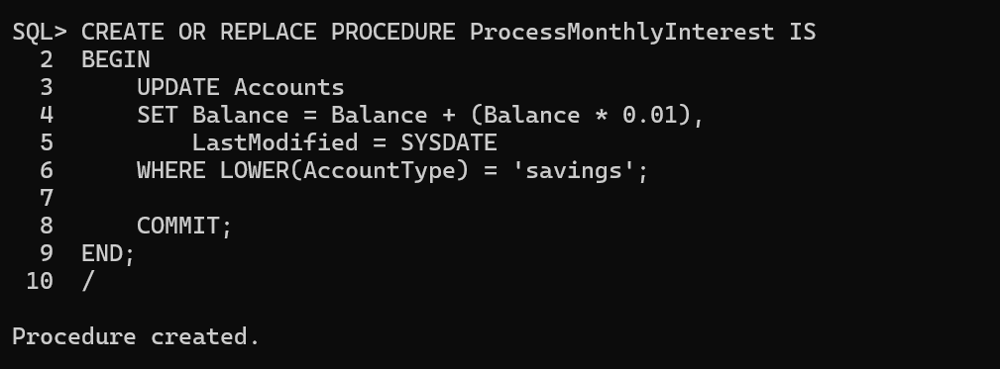 SQL> CREATE OR REPLACE PROCEDURE ProcessMonthlyInterest IS
  2  BEGIN
  3      UPDATE Accounts
  4      SET Balance = Balance + (Balance * 0.01),
  5          LastModified = SYSDATE
  6      WHERE LOWER(AccountType) = 'savings';
  7
  8      COMMIT;
  9  END;
 10  /
Procedure created.